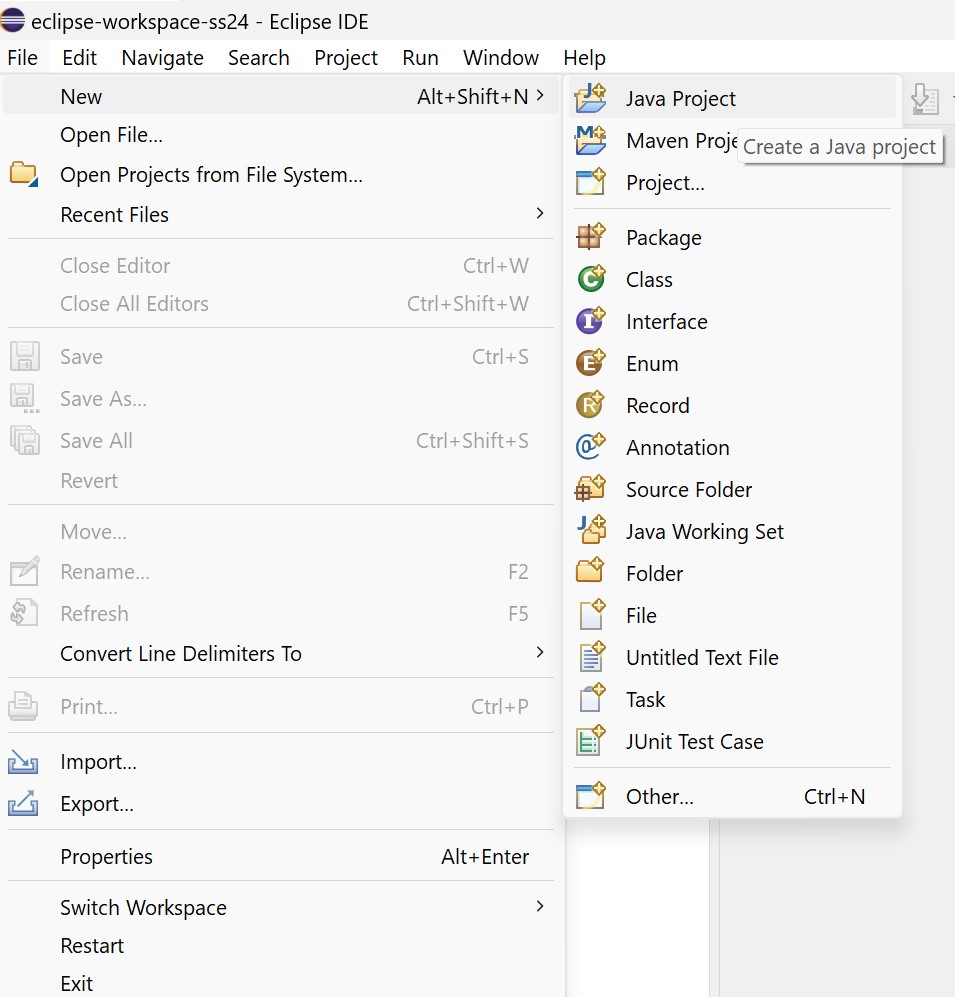 eclipse-workspace-ss24 - Eclipse IDE
File Edit Navigate Search Project Run Window Help
New Alt+Shift+N
Open File...
Open Projects from File System...
Recent Files
Close Editor Ctrl+W
Close All Editors Ctrl+Shift+W
Save Ctrl+S
Save As...
Save All Ctrl+Shift+S
Revert
Move...
Rename... F2
Refresh F5
Convert Line Delimiters To
Print... Ctrl+P
Import...
Export...
Properties Alt+Enter
Switch Workspace
Restart
Exit
Java Project
Maven Proje
Create a Java project
Project...
Package
Class
Interface
Enum
Record
Annotation
Source Folder
Java Working Set
Folder
File
Untitled Text File
Task
JUnit Test Case
Other... Ctrl+N